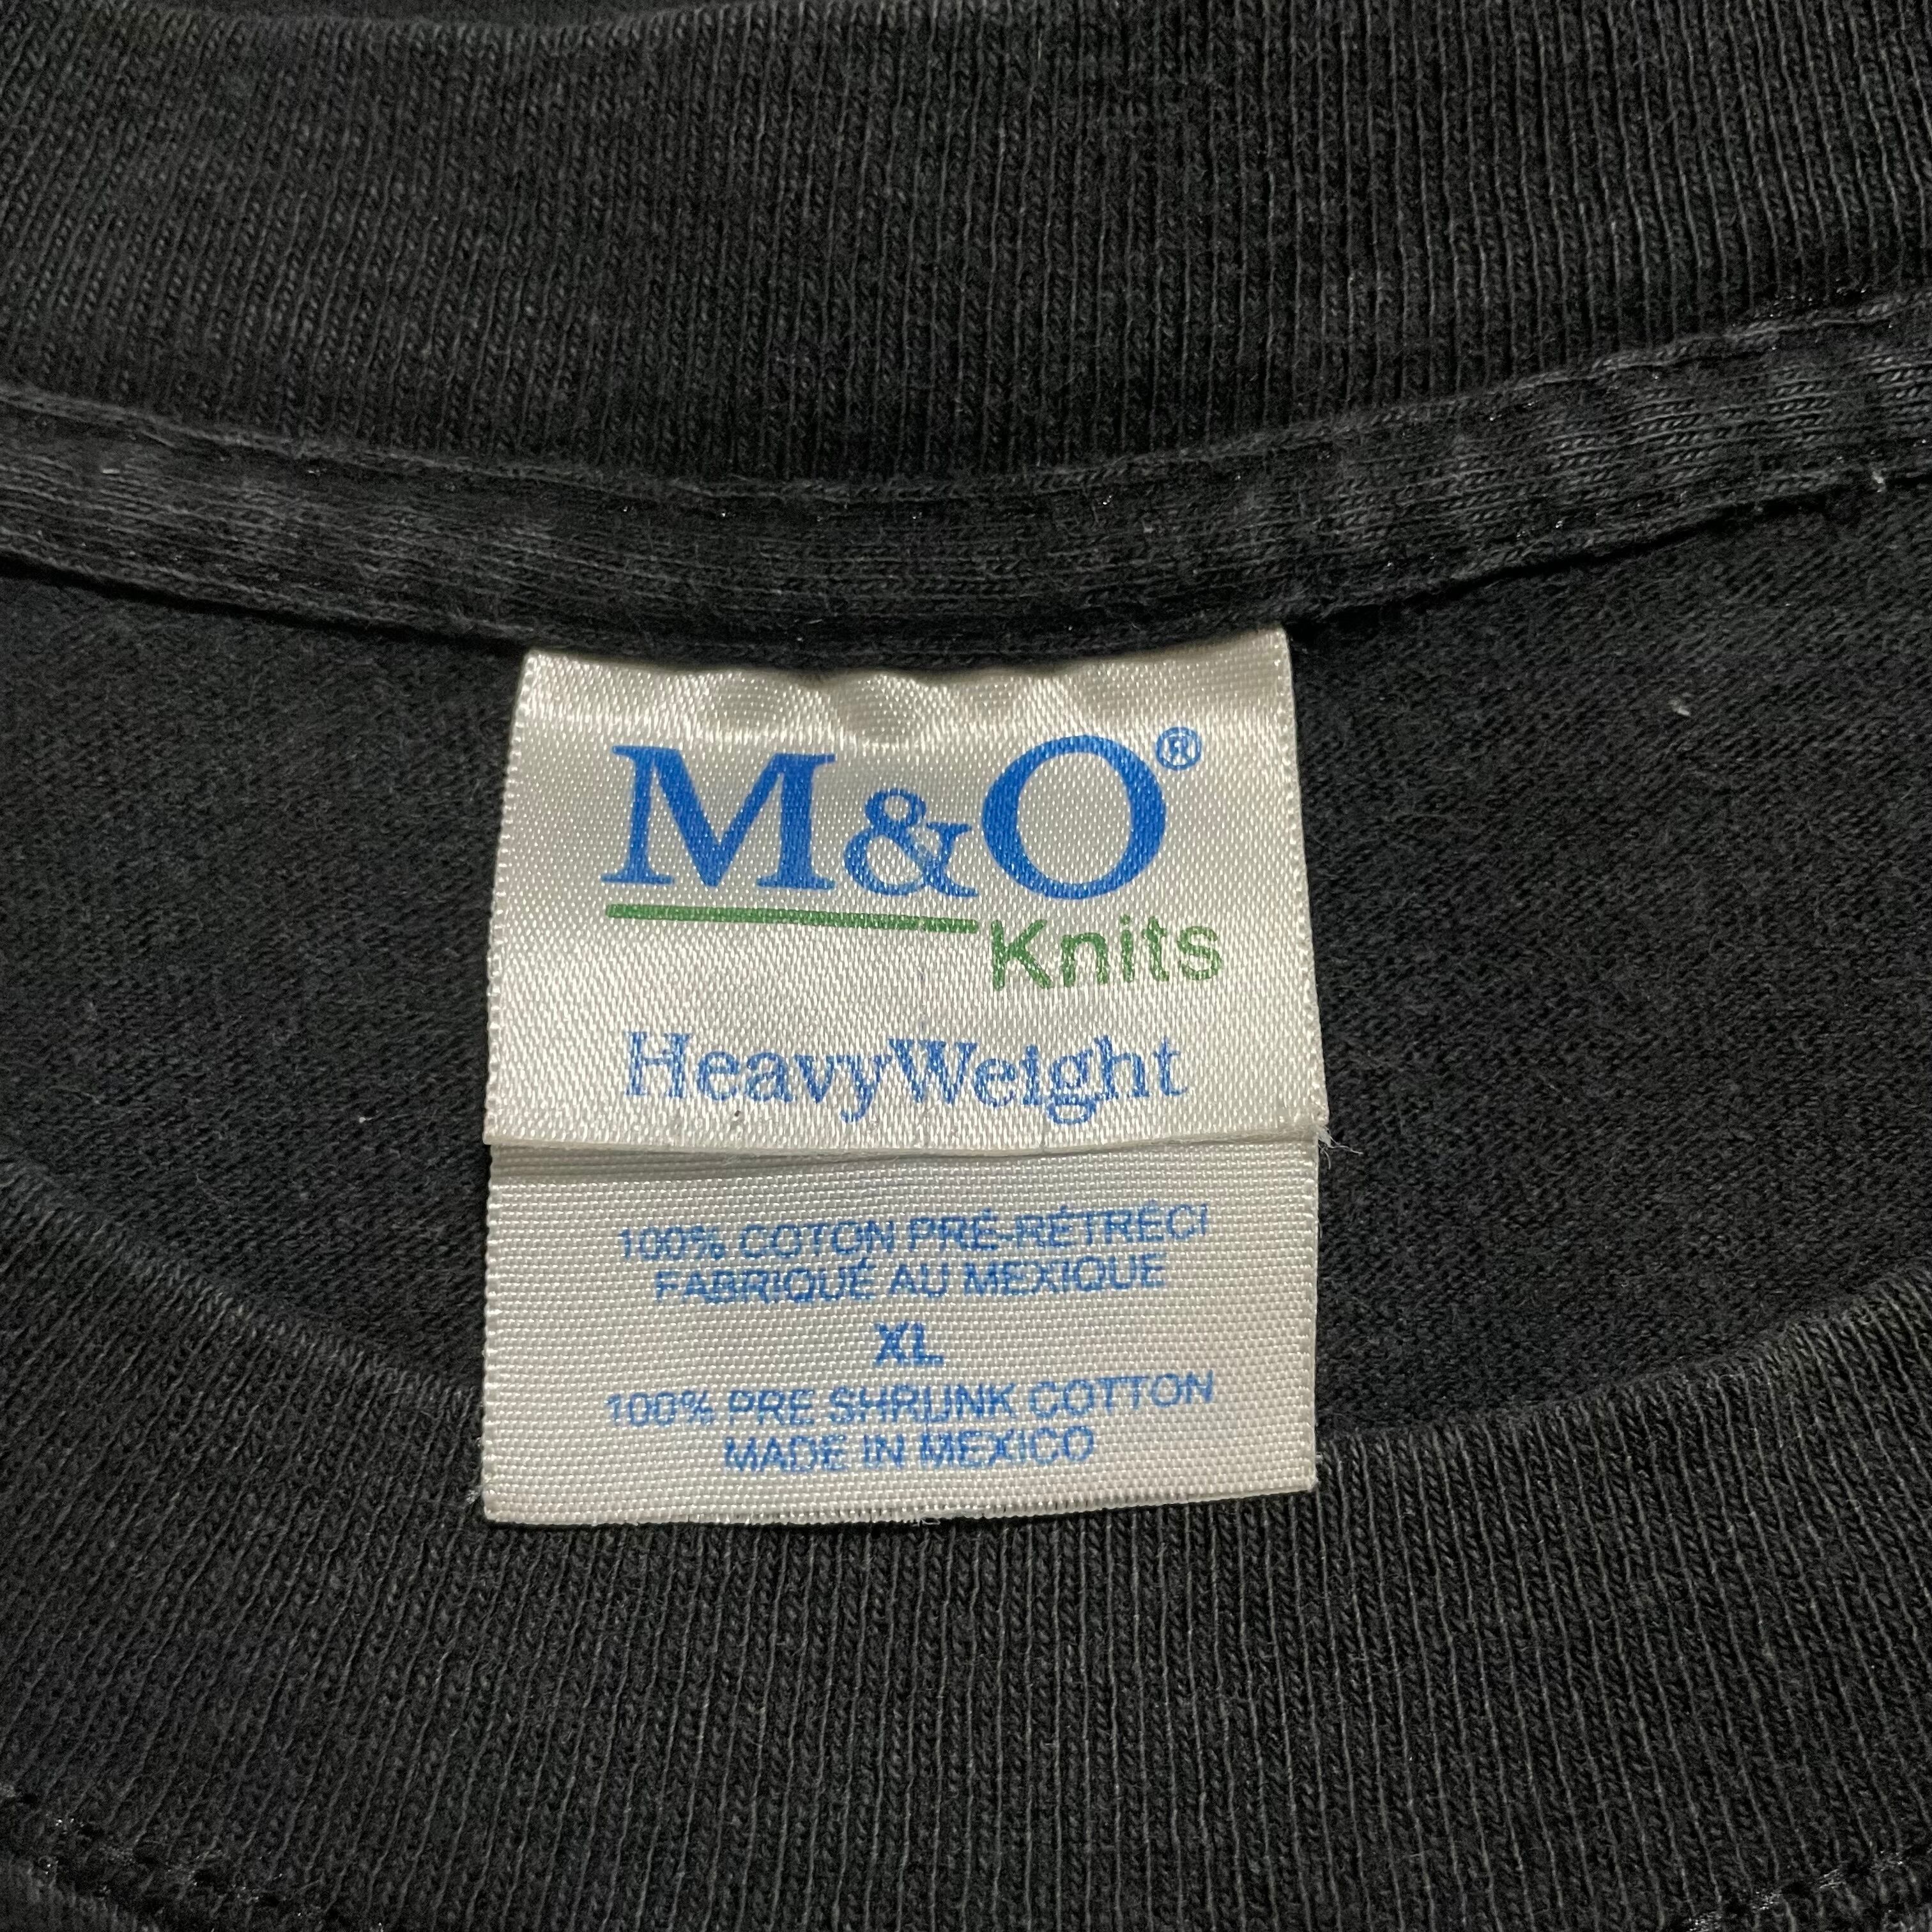 M&O®
Knits
HeavyWeight
100% COTON PRÉ-RÉTRÉCI
FABRIQUÉ AU MEXIQUE
XL
100% PRE SHRUNK COTTON
MADE IN MEXICO